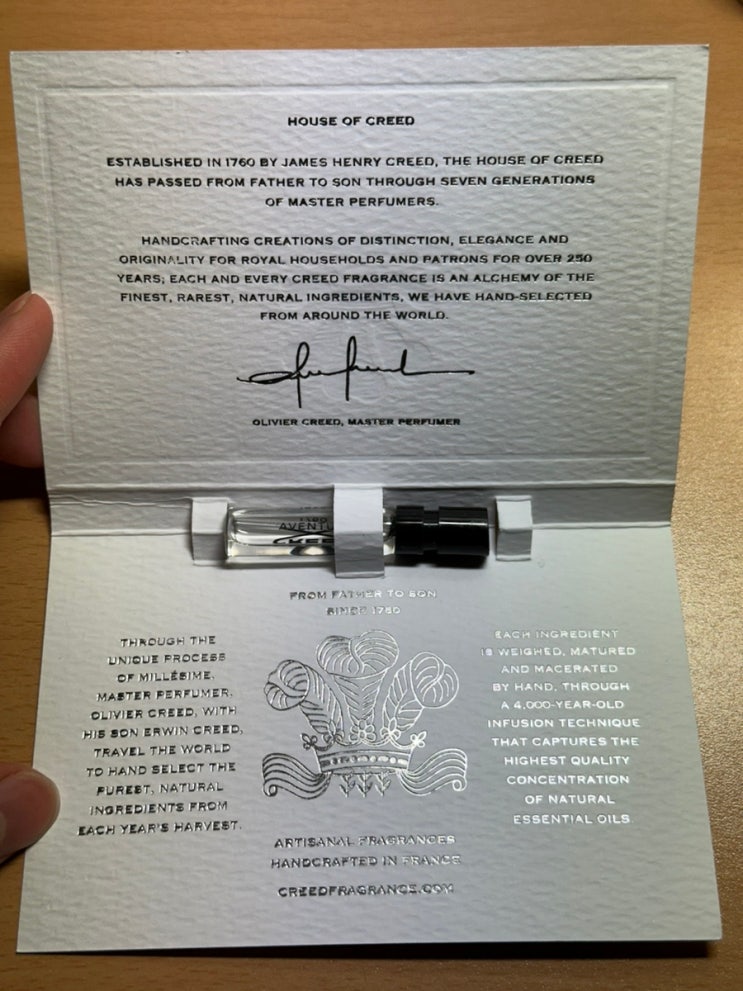 HOUSE OF CREED
ESTABLISHED IN 1760 BY JAMES HENRY CREED, THE HOUSE OF CREED
HAS PASSED FROM FATHER TO SON THROUGH SEVEN GENERATIONS
OF MASTER PERFUMERS.
HANDCRAFTING CREATIONS OF DISTINCTION, ELEGANCE AND
ORIGINALITY FOR ROYAL HOUSEHOLDS AND PATRONS FOR OVER 250
YEARS; EACH AND EVERY CREED FRAGRANCE IS AN ALCHEMY OF THE
FINEST, RAREST, NATURAL INGREDIENTS, WE HAVE HAND-SELECTED
FROM AROUND THE WORLD.
OLIVIER CREED, MASTER PERFUMER
AVENTU
CREE
FROM FATHER TO SON
SINCE 1760
THROUGH THE
UNIQUE PROCESS
OF MILLÉSIME,
MASTER PERFUMER,
OLIVIER CREED, WITH
HIS SON ERWIN CREED,
TRAVEL THE WORLD
TO HAND SELECT THE
PUREST, NATURAL
INGREDIENTS FROM
EACH YEAR'S HARVEST.
EACH INGREDIENT
IS WEIGHED, MATURED
AND MACERATED
BY HAND, THROUGH
A 4,000-YEAR-OLD
INFUSION TECHNIQUE
THAT CAPTURES THE
HIGHEST QUALITY
CONCENTRATION
OF NATURAL
ESSENTIAL OILS.
ARTISANAL FRAGRANCES
HANDCRAFTED IN FRANCE
CREEDFRAGRANCE.COM